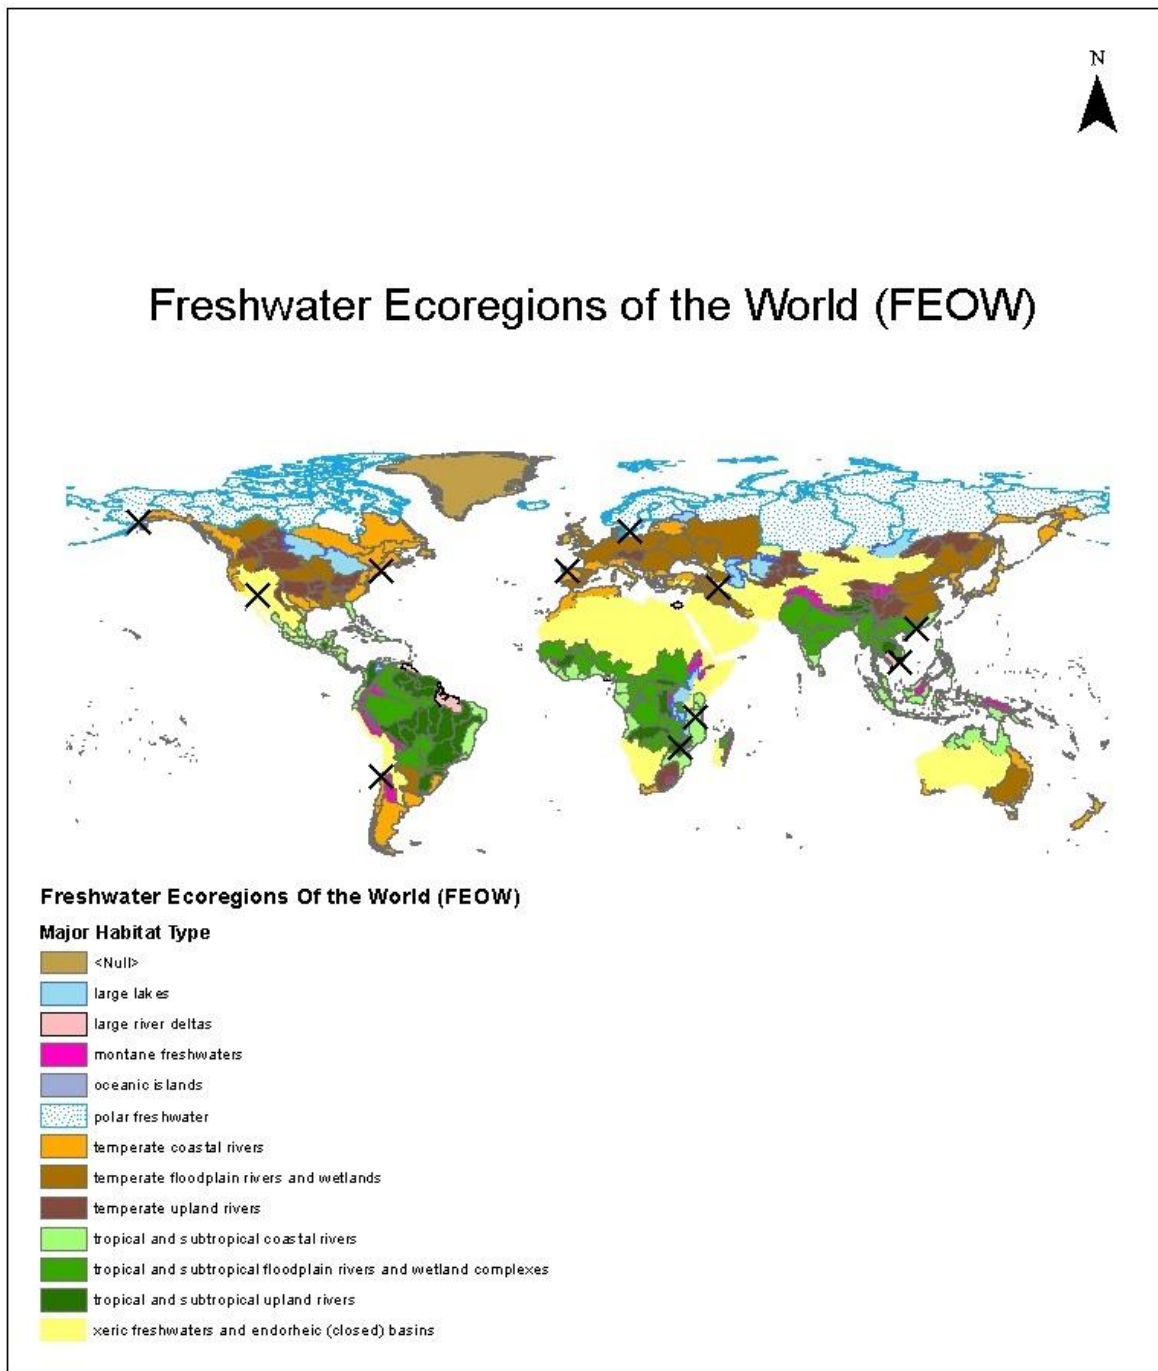 N
Freshwater Ecoregions of the World (FEOW)
Freshwater Ecoregions Of the World (FEOW)
Major Habitat Type
<Null>
large lakes
large river deltas
montane freshwaters
oceanic islands
polar freshwater
temperate coastal rivers
temperate floodplain rivers and wetlands
temperate upland rivers
tropical and subtropical coastal rivers
tropical and subtropical floodplain rivers and wetland complexes
tropical and subtropical upland rivers
xeric freshwaters and endorheic (closed) basins